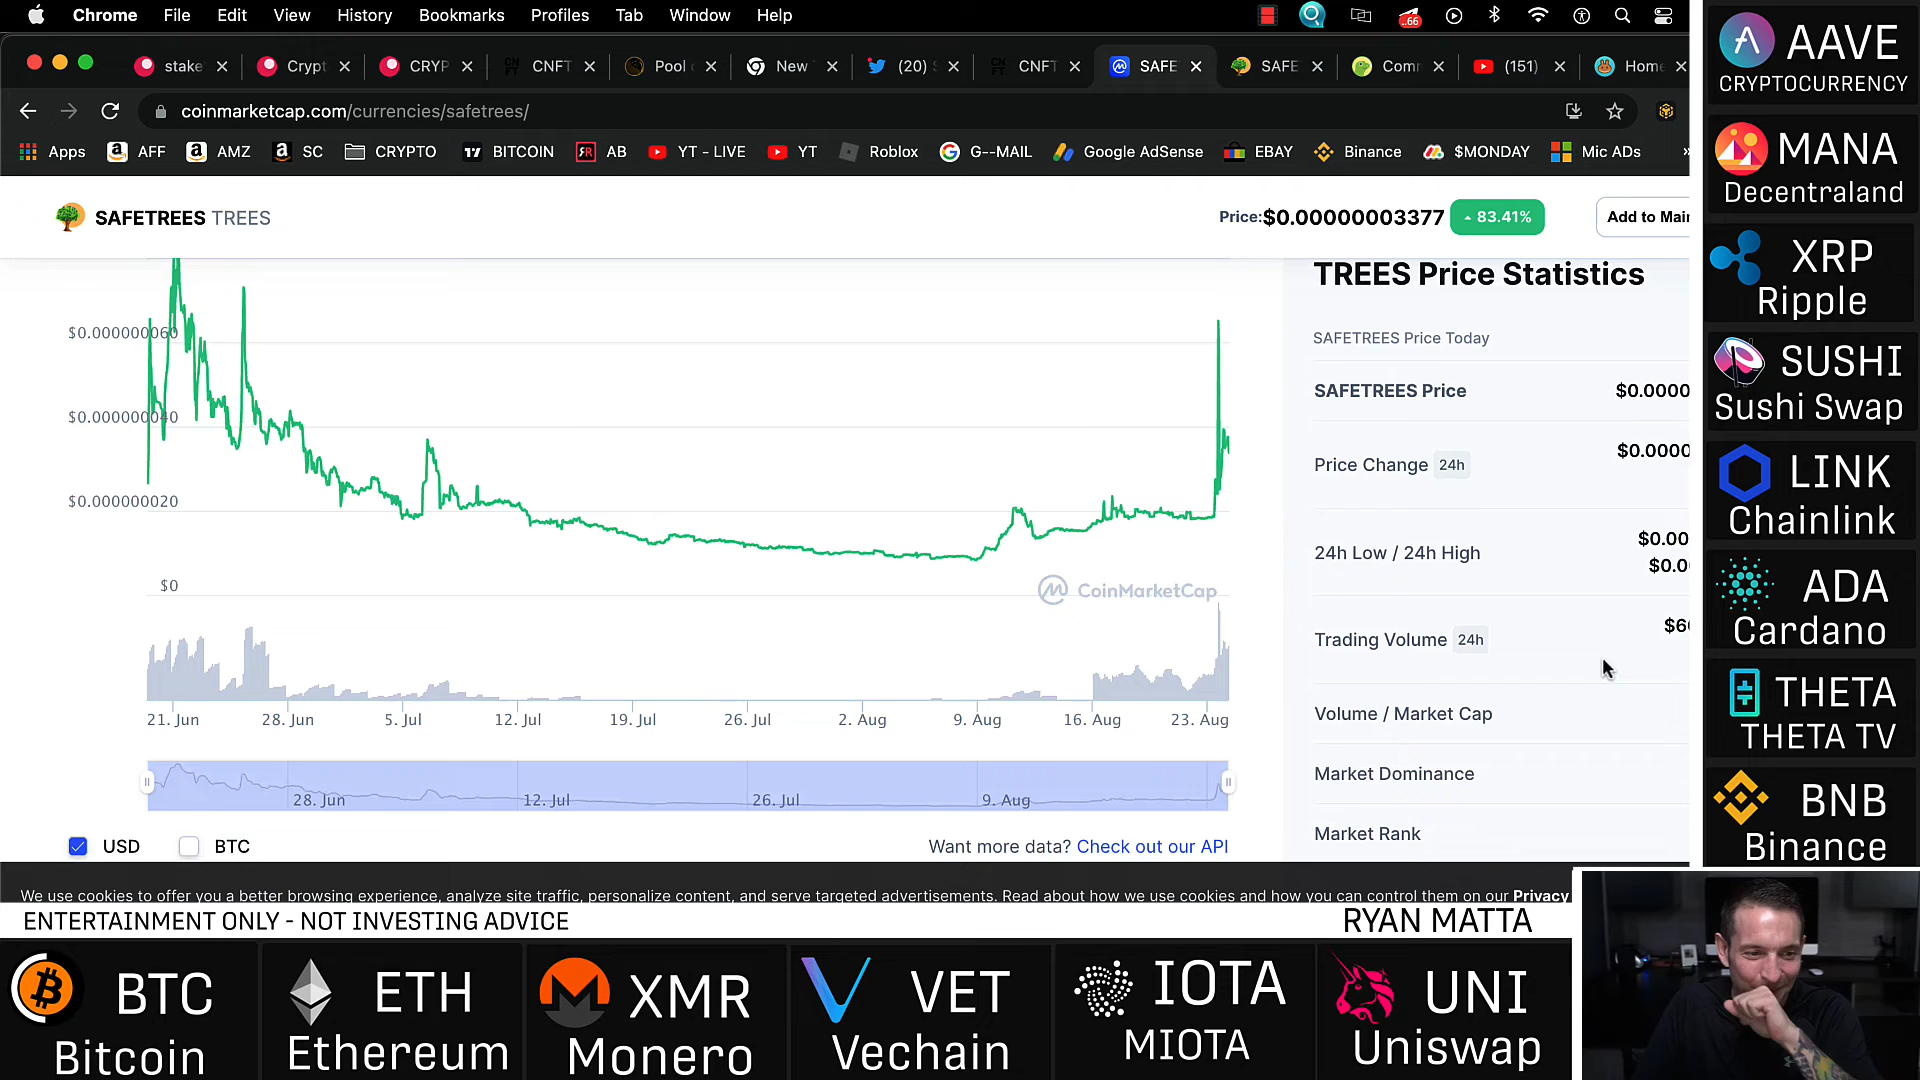 Chrome File Edit View History Bookmarks Profiles Tab Window Help
..66
stake Crypt CRYP CNFT CNFT Pool New T (20) CNFT SAFE SAFE Com (151) Home
coinmarketcap.com/currencies/safetrees/
Apps AFF AMZ SC CRYPTO BITCOIN AB YT - LIVE YT Roblox G--MAIL Google AdSense EBAY Binance $MONDAY Mic ADs »
SAFETREES TREES
Price:$0.00000003377 83.41% Add to Mai
$0.000000060
$0.000000040
$0.000000020
$0
CoinMarketCap
21. Jun 28. Jun 5. Jul 12. Jul 19. Jul 26. Jul 2. Aug 9. Aug 16. Aug 23. Aug
28. Jun 12. Jul 26. Jul 9. Aug
USD BTC
Want more data? Check out our API
TREES Price Statistics
SAFETREES Price Today
SAFETREES Price $0.0000
Price Change 24h $0.0000
24h Low / 24h High $0.00
$0.0
Trading Volume 24h $6
Volume / Market Cap
Market Dominance
Market Rank
We use cookies to offer you a better browsing experience, analyze site traffic, personalize content, and serve targeted advertisements. Read about how we use cookies and how you can control them on our Privacy
ENTERTAINMENT ONLY - NOT INVESTING ADVICE
RYAN MATTA
AAVE
CRYPTOCURRENCY
MANA
Decentraland
XRP
Ripple
SUSHI
Sushi Swap
LINK
Chainlink
ADA
Cardano
THETA
THETA TV
BNB
Binance
BTC
Bitcoin
ETH
Ethereum
XMR
Monero
VET
Vechain
IOTA
MIOTA
UNI
Uniswap